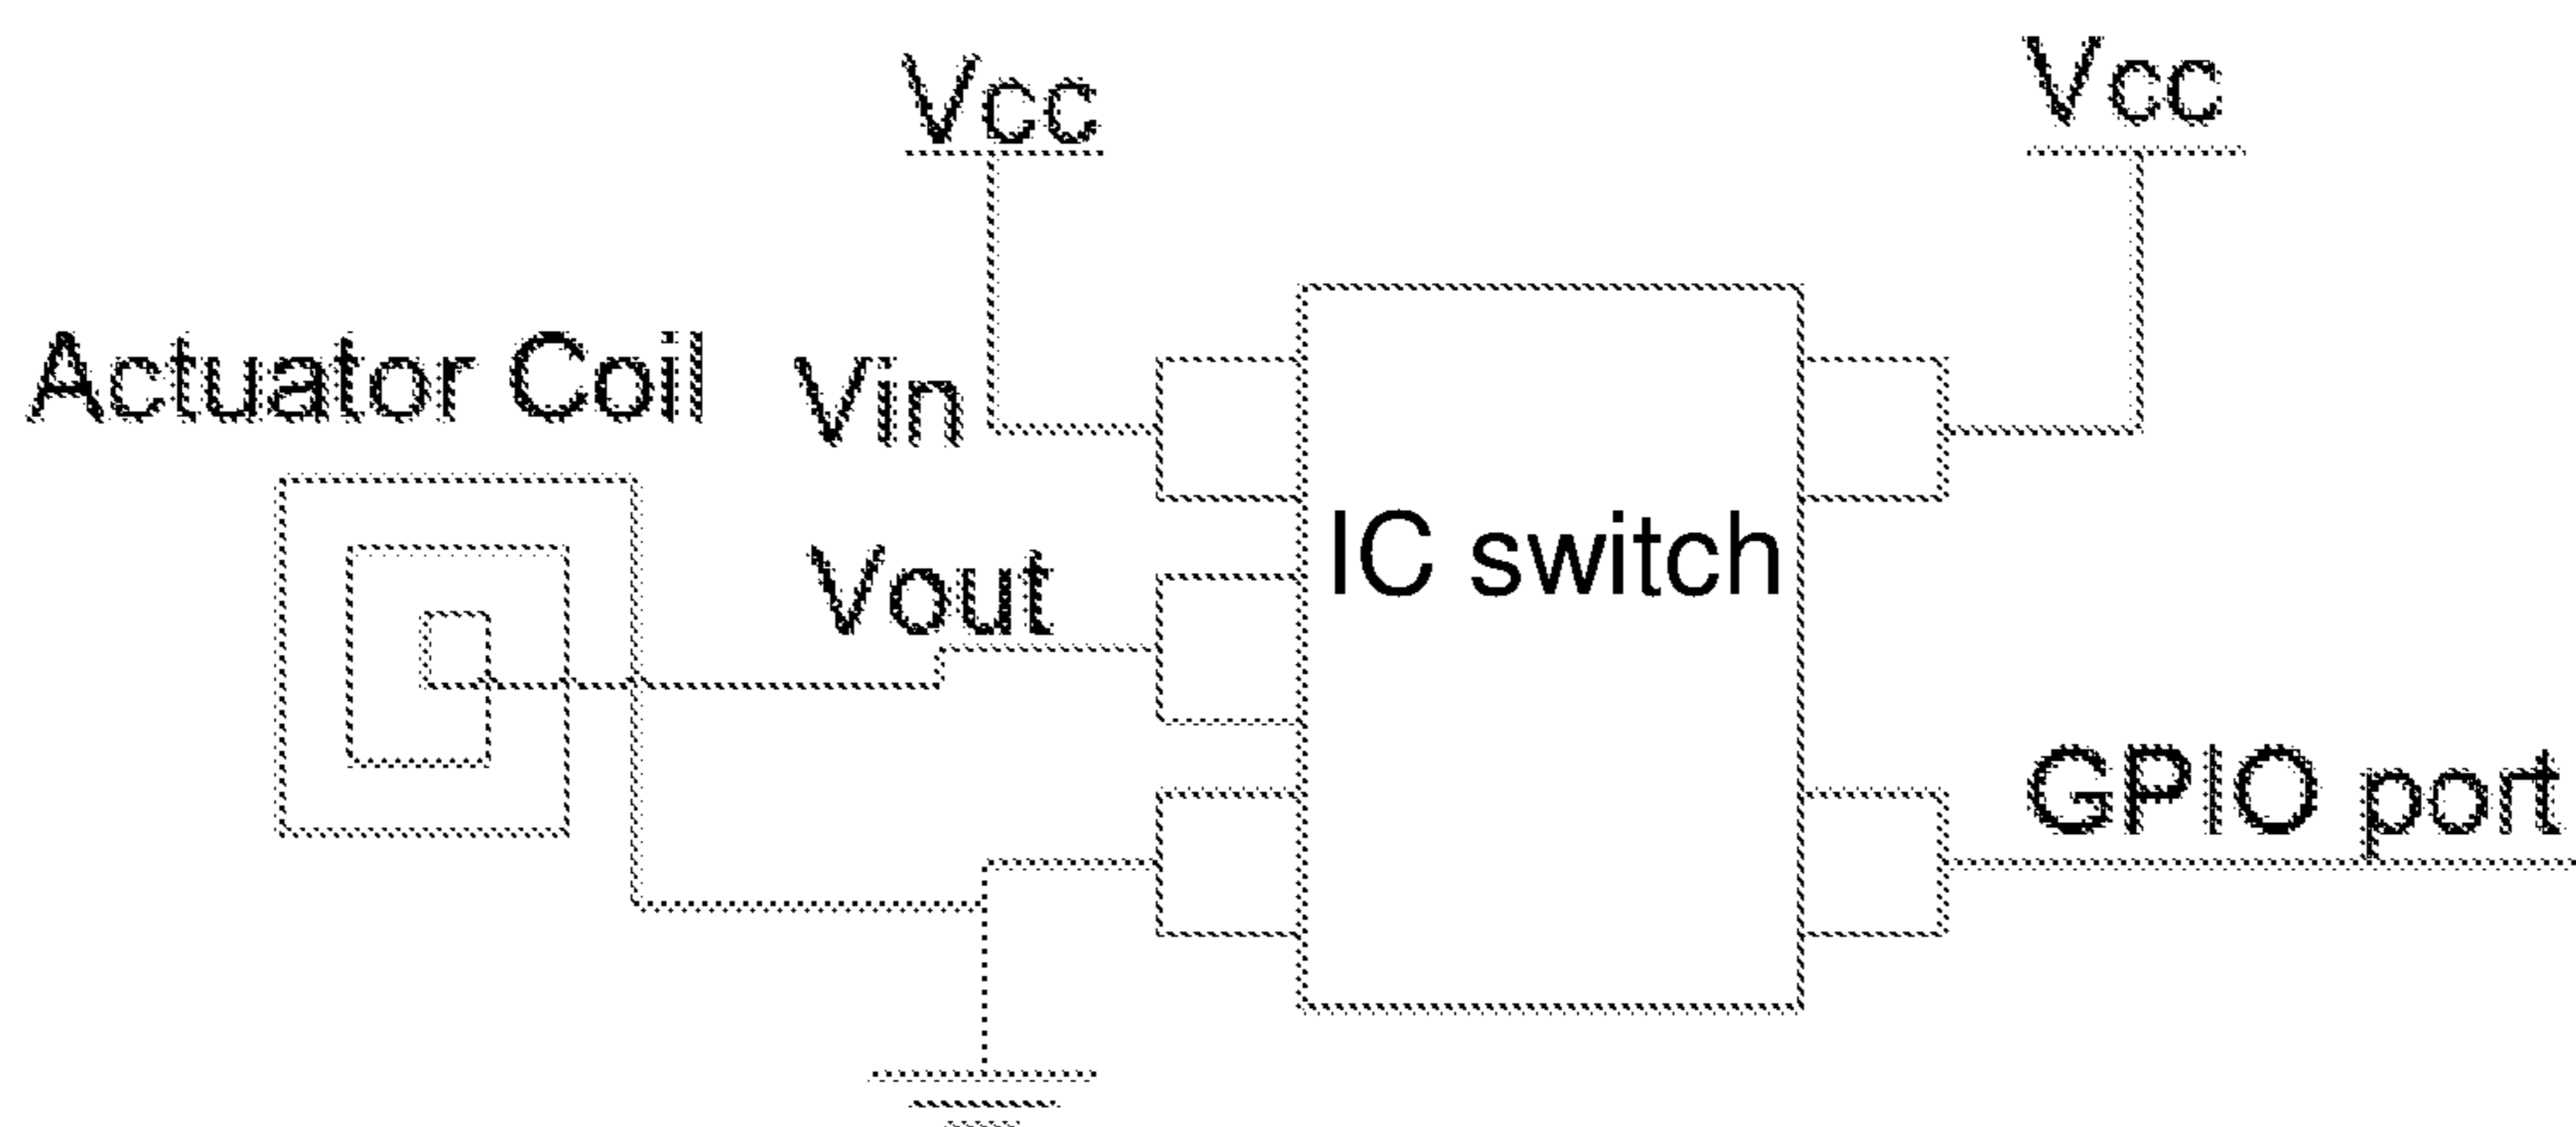 Vcc
Vcc
Actuator Coil
Vin
Vout
IC switch
GPIO port